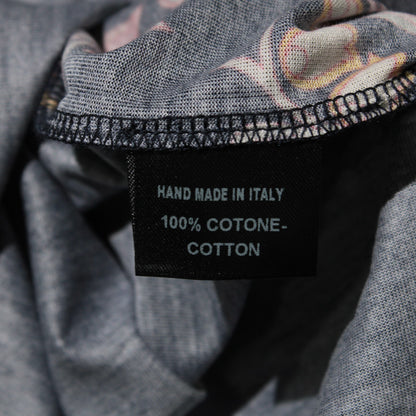 HAND MADE IN ITALY
100% COTONE-
COTTON